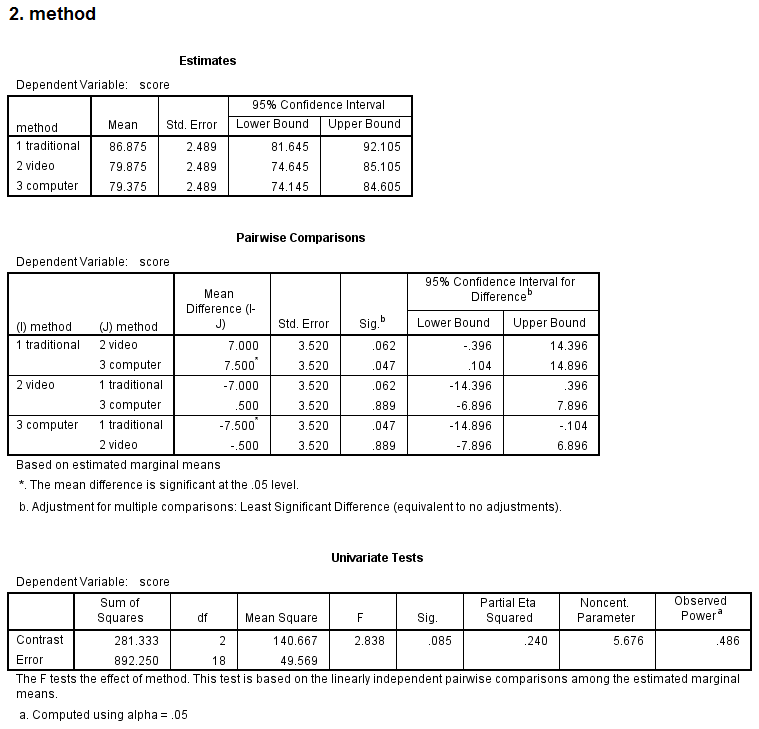 2. method
Estimates
Dependent Variable: score
method Mean Std. Error 95% Confidence Interval
Lower Bound Upper Bound
1 traditional 86.875 2.489 81.645 92.105
2 video 79.875 2.489 74.645 85.105
3 computer 79.375 2.489 74.145 84.605
Pairwise Comparisons
Dependent Variable: score
(I) method (J) method Mean Difference (I-J) Std. Error Sig.b 95% Confidence Interval for Differenceb
Lower Bound Upper Bound
1 traditional 2 video 7.000 3.520 .062 -.396 14.396
3 computer 7.500* 3.520 .047 .104 14.896
2 video 1 traditional -7.000 3.520 .062 -14.396 .396
3 computer .500 3.520 .889 -6.896 7.896
3 computer 1 traditional -7.500* 3.520 .047 -14.896 -.104
2 video -.500 3.520 .889 -7.896 6.896
Based on estimated marginal means
*. The mean difference is significant at the .05 level.
b. Adjustment for multiple comparisons: Least Significant Difference (equivalent to no adjustments).
Univariate Tests
Dependent Variable: score
Sum of Squares df Mean Square F Sig. Partial Eta Squared Noncent. Parameter Observed Powera
Contrast 281.333 2 140.667 2.838 .085 .240 5.676 .486
Error 892.250 18 49.569
The F tests the effect of method. This test is based on the linearly independent pairwise comparisons among the estimated marginal
means.
a. Computed using alpha = .05